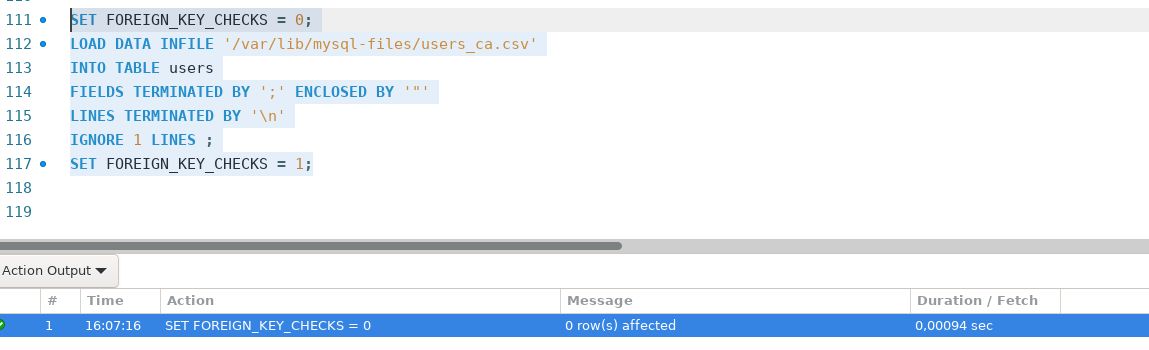 111 SET FOREIGN_KEY_CHECKS = 0;
112 LOAD DATA INFILE '/var/lib/mysql-files/users_ca.csv'
113 INTO TABLE users
114 FIELDS TERMINATED BY ';' ENCLOSED BY '"'
115 LINES TERMINATED BY '\n'
116 IGNORE 1 LINES ;
117 SET FOREIGN_KEY_CHECKS = 1;
118
119
Action Output
# Time Action Message Duration / Fetch
1 16:07:16 SET FOREIGN_KEY_CHECKS = 0 0 row(s) affected 0,00094 sec